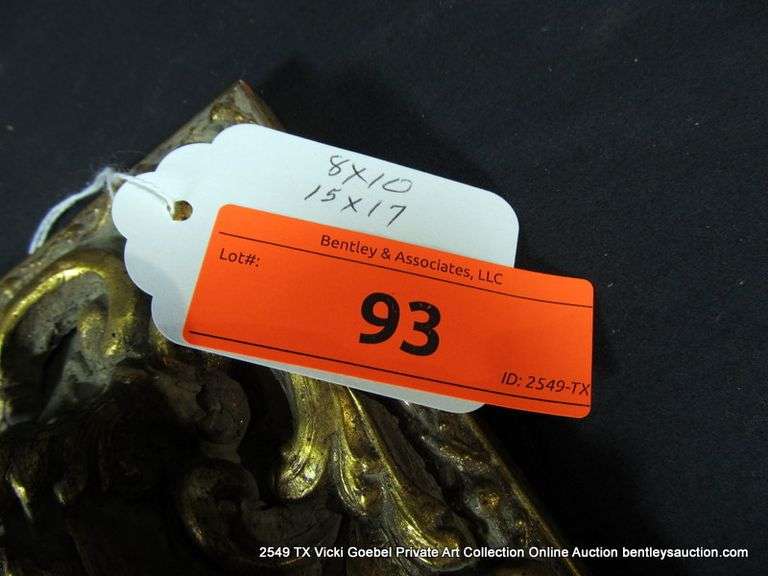 8X10
15X17
Bentley & Associates, LLC
Lot#:
93
ID: 2549-TX
2549 TX Vicki Goebel Private Art Collection Online Auction bentleysauction.com